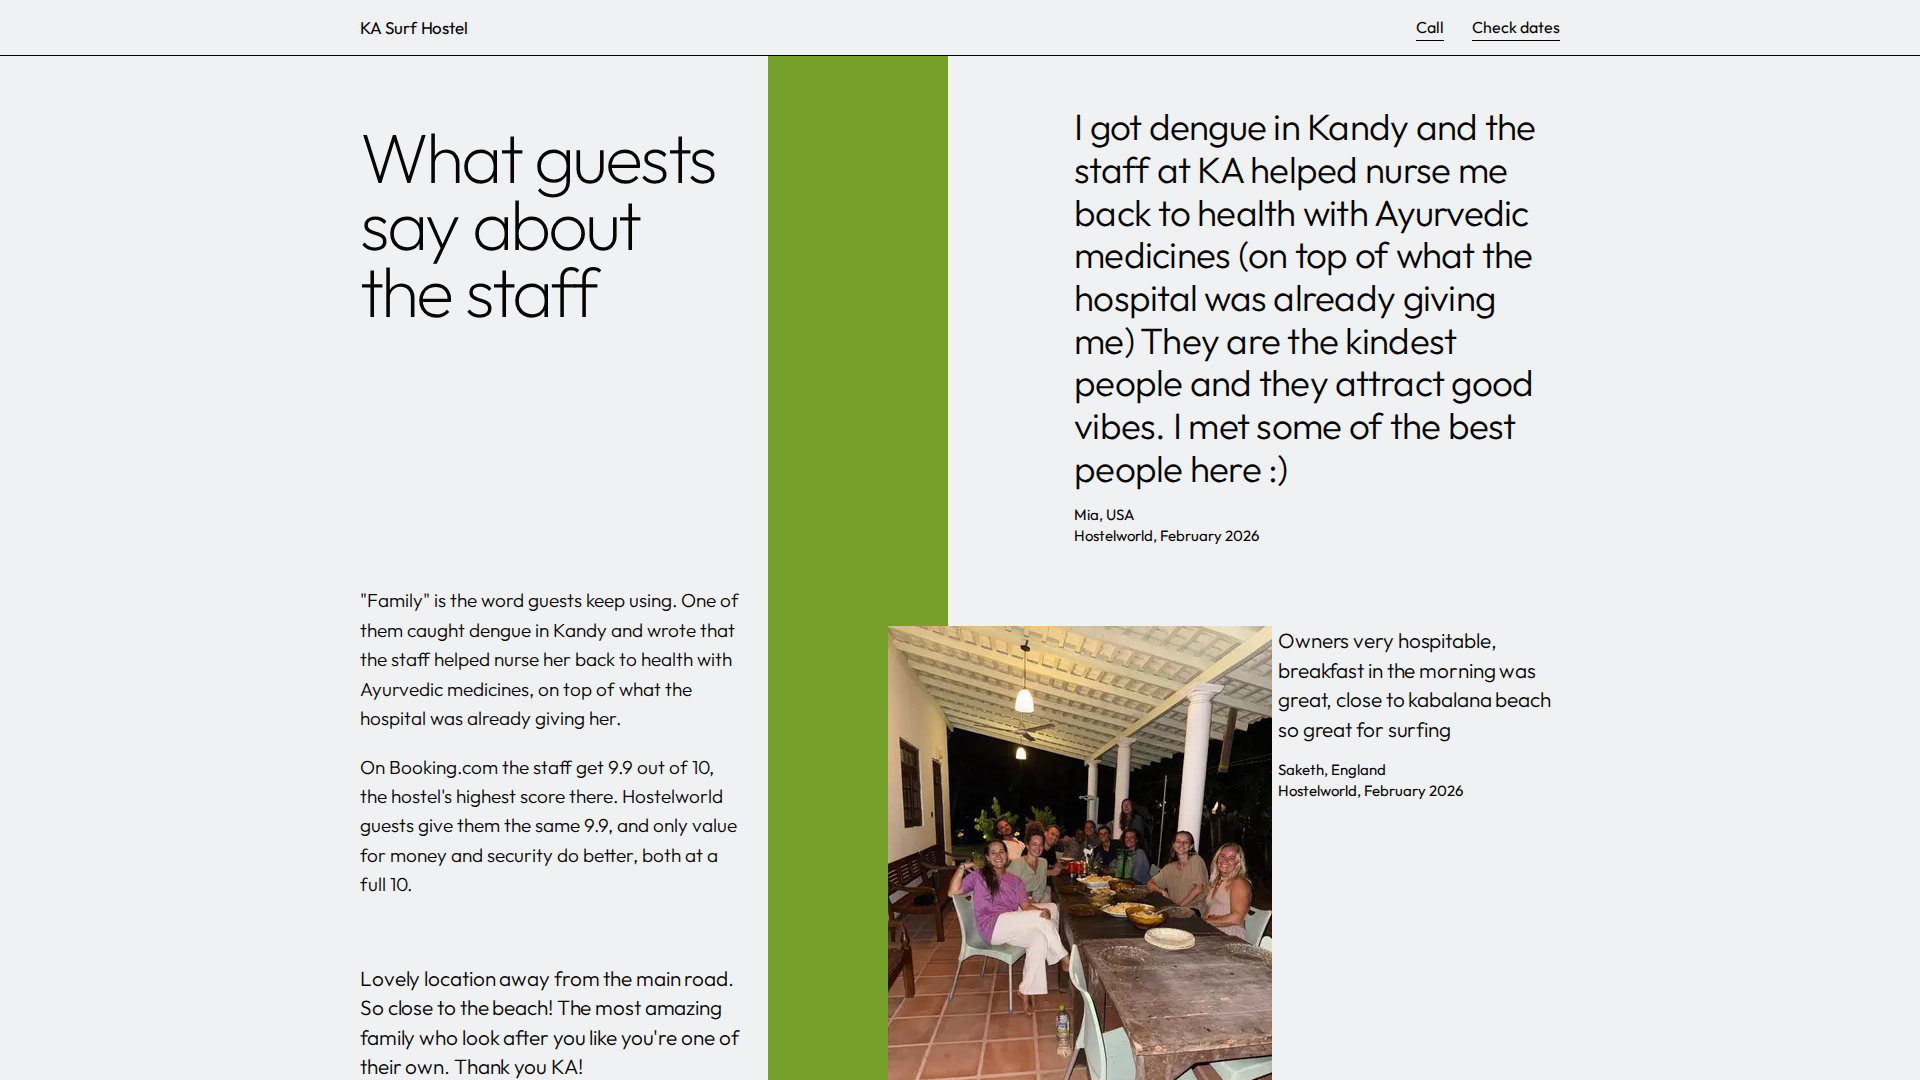 KA Surf Hostel
Call
Check dates
What guests
say about
the staff
I got dengue in Kandy and the
staff at KA helped nurse me
back to health with Ayurvedic
medicines (on top of what the
hospital was already giving
me) They are the kindest
people and they attract good
vibes. I met some of the best
people here :)
Mia, USA
Hostelworld, February 2026
"Family" is the word guests keep using. One of
them caught dengue in Kandy and wrote that
the staff helped nurse her back to health with
Ayurvedic medicines, on top of what the
hospital was already giving her.
On Booking.com the staff get 9.9 out of 10,
the hostel's highest score there. Hostelworld
guests give them the same 9.9, and only value
for money and security do better, both at a
full 10.
Owners very hospitable,
breakfast in the morning was
great, close to kabalana beach
so great for surfing
Saketh, England
Hostelworld, February 2026
Lovely location away from the main road.
So close to the beach! The most amazing
family who look after you like you're one of
their own. Thank you KA!